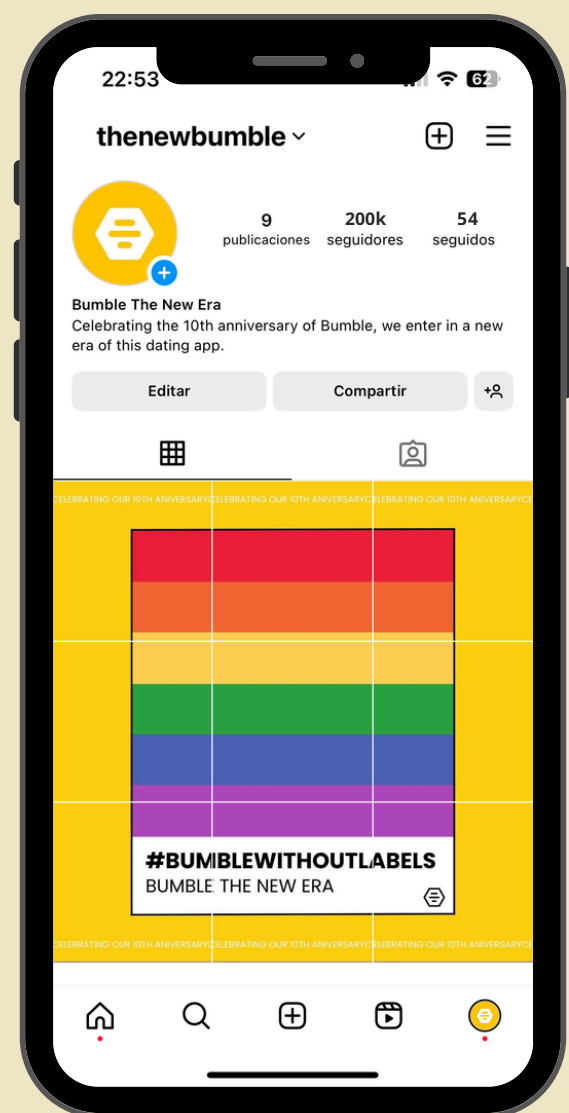 22:53
62
thenewbumble
9
publicaciones
200k
seguidores
54
seguidos
Bumble The New Era
Celebrating the 10th anniversary of Bumble, we enter in a new
era of this dating app.
Editar
Compartir
CELEBRATING OUR 10TH ANIVERSARYCELEBRATING OUR 10TH ANIVERSARYCELEBRATING OUR 10TH ANIVERSARYCE
#BUMBLEWITHOUTLABELS
BUMBLE THE NEW ERA
CELEBRATING OUR 10TH ANIVERSARYCELEBRATING OUR 10TH ANIVERSARYCELEBRATING OUR 10TH ANIVERSARYCE